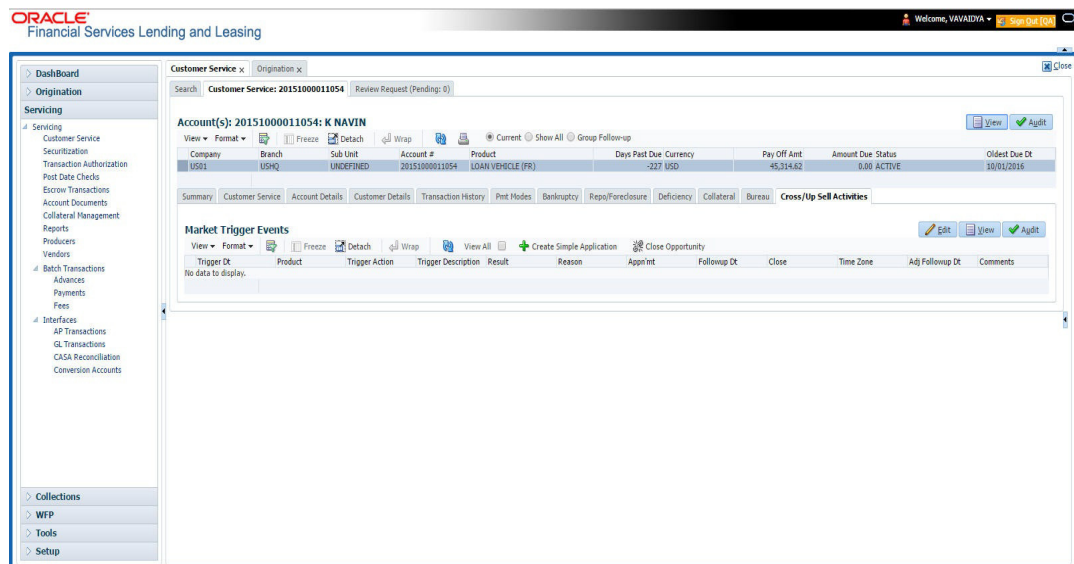 ORACLE
Financial Services Lending and Leasing
Welcome, VAVAIDYA
Sign Out [QA]
Close
DashBoard
Origination
Servicing
Servicing
Customer Service
Securitization
Transaction Authorization
Post Date Checks
Escrow Transactions
Account Documents
Collateral Management
Reports
Producers
Vendors
Batch Transactions
Advances
Payments
Fees
Interfaces
AP Transactions
GL Transactions
CASA Reconciliation
Conversion Accounts
Collections
WFP
Tools
Setup
Customer Service x Origination x
Search Customer Service: 20151000011054 Review Request (Pending: 0)
Account(s): 20151000011054: K NAVIN
View Audit
View Format Freeze Detach Wrap Current Show All Group Follow-up
Company Branch Sub Unit Account # Product Days Past Due Currency Pay Off Amt Amount Due Status Oldest Due Dt
US01 USHQ UNDEFINED 20151000011054 LOAN VEHICLE (FR) -227 USD 45,314.62 0.00 ACTIVE 10/01/2016
Summary Customer Service Account Details Customer Details Transaction History Pmt Modes Bankruptcy Repo/Foreclosure Deficiency Collateral Bureau Cross/Up Sell Activities
Market Trigger Events
Edit View Audit
View Format Freeze Detach Wrap View All Create Simple Application Close Opportunity
Trigger Dt Product Trigger Action Trigger Description Result Reason Appn'mt Followup Dt Close Time Zone Adj Followup Dt Comments
No data to display.